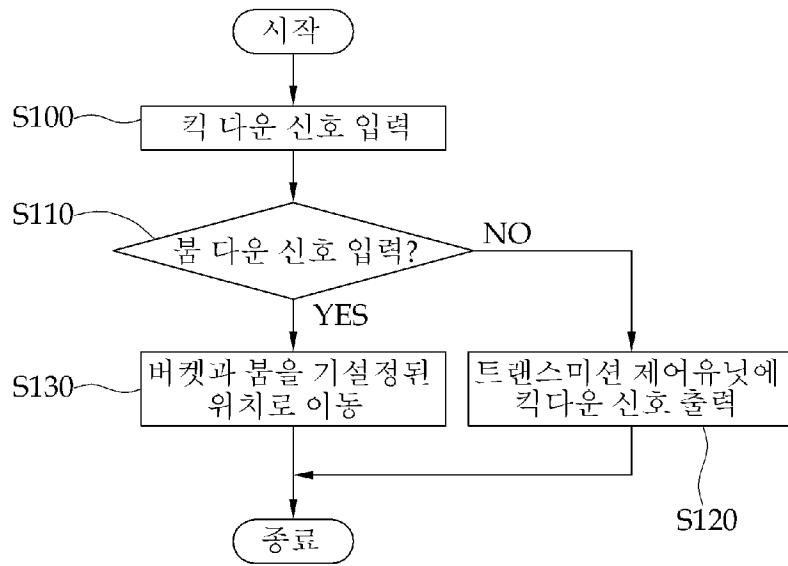 시작
S100
킥 다운 신호 입력
S110
붐 다운 신호 입력?
NO
YES
S130
버켓과 붐을 기설정된
위치로 이동
트랜스미션 제어유닛에
킥다운 신호 출력
S120
종료